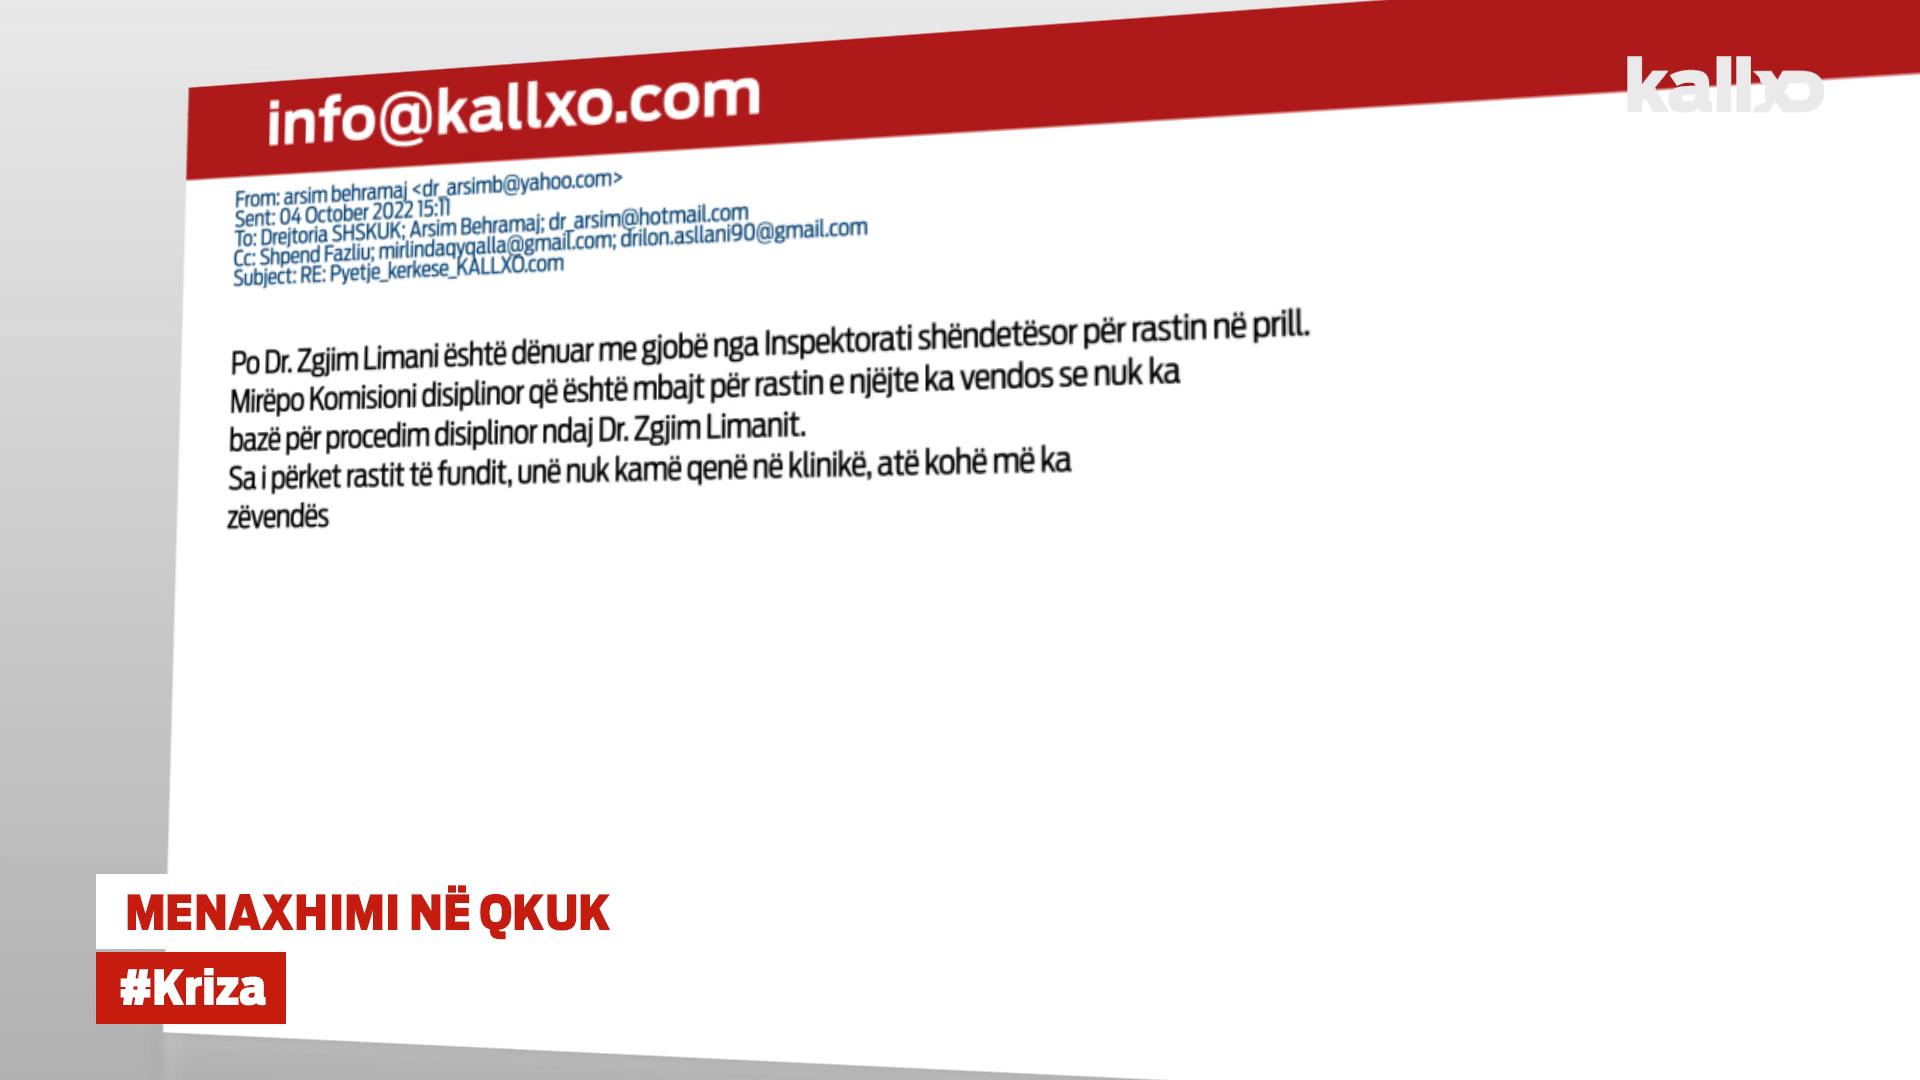 info@kallxo.com
kallxo
From: arsim behramaj <dr_arsimb@yahoo.com>
Sent: 04 October 2022 15:11
To: Drejtoria SHSKUK; Arsim Behramaj; dr_arsim@hotmail.com
Cc: Shpend Fazliu; mirlindaqyqalla@gmail.com; drilon.asllani90@gmail.com
Subject: RE: Pyetje_kerkese_KALLXO.com
Po Dr. Zgjim Limani është dënuar me gjobë nga Inspektorati shëndetësor për rastin në prill.
Mirëpo Komisioni disiplinor që është mbajt për rastin e njëjte ka vendos se nuk ka
bazë për procedim disiplinor ndaj Dr. Zgjim Limanit.
Sa i përket rastit të fundit, unë nuk kamë qenë në klinikë, atë kohë më ka
zëvendës
MENAXHIMI NË QKUK
#Kriza